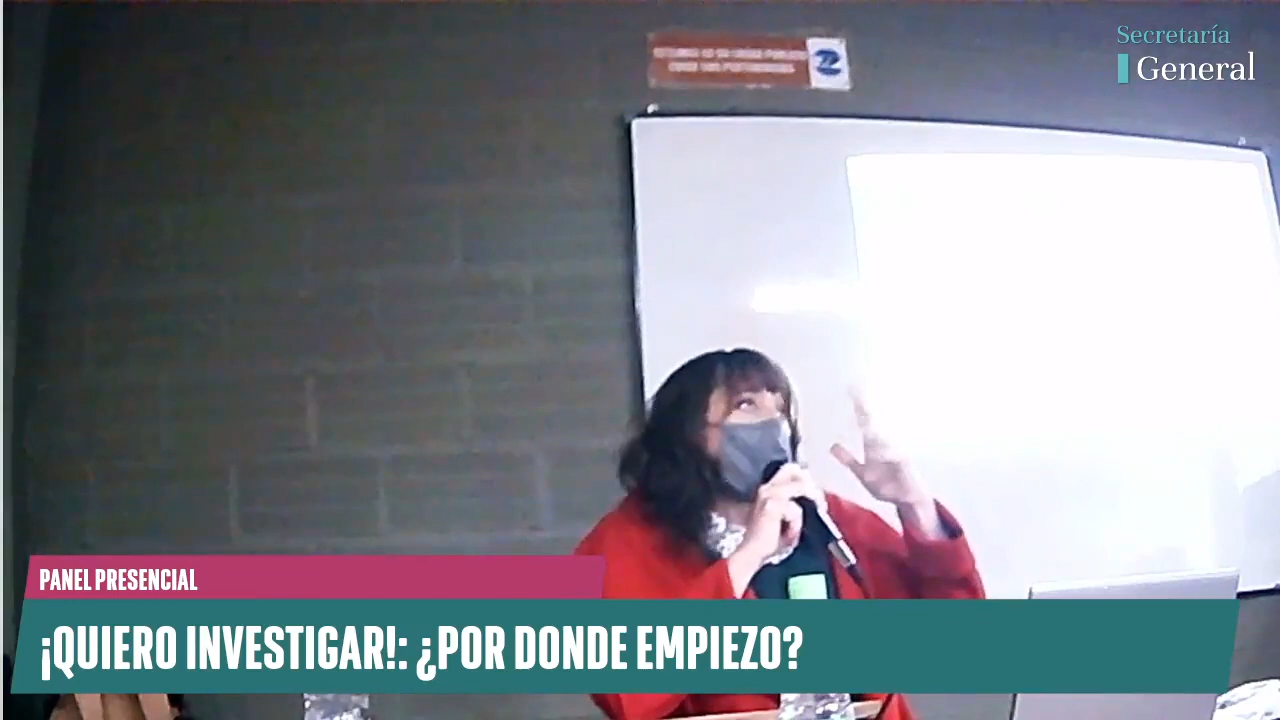 Secretaría
General
PANEL PRESENCIAL
¡QUIERO INVESTIGAR!: ¿POR DONDE EMPIEZO?